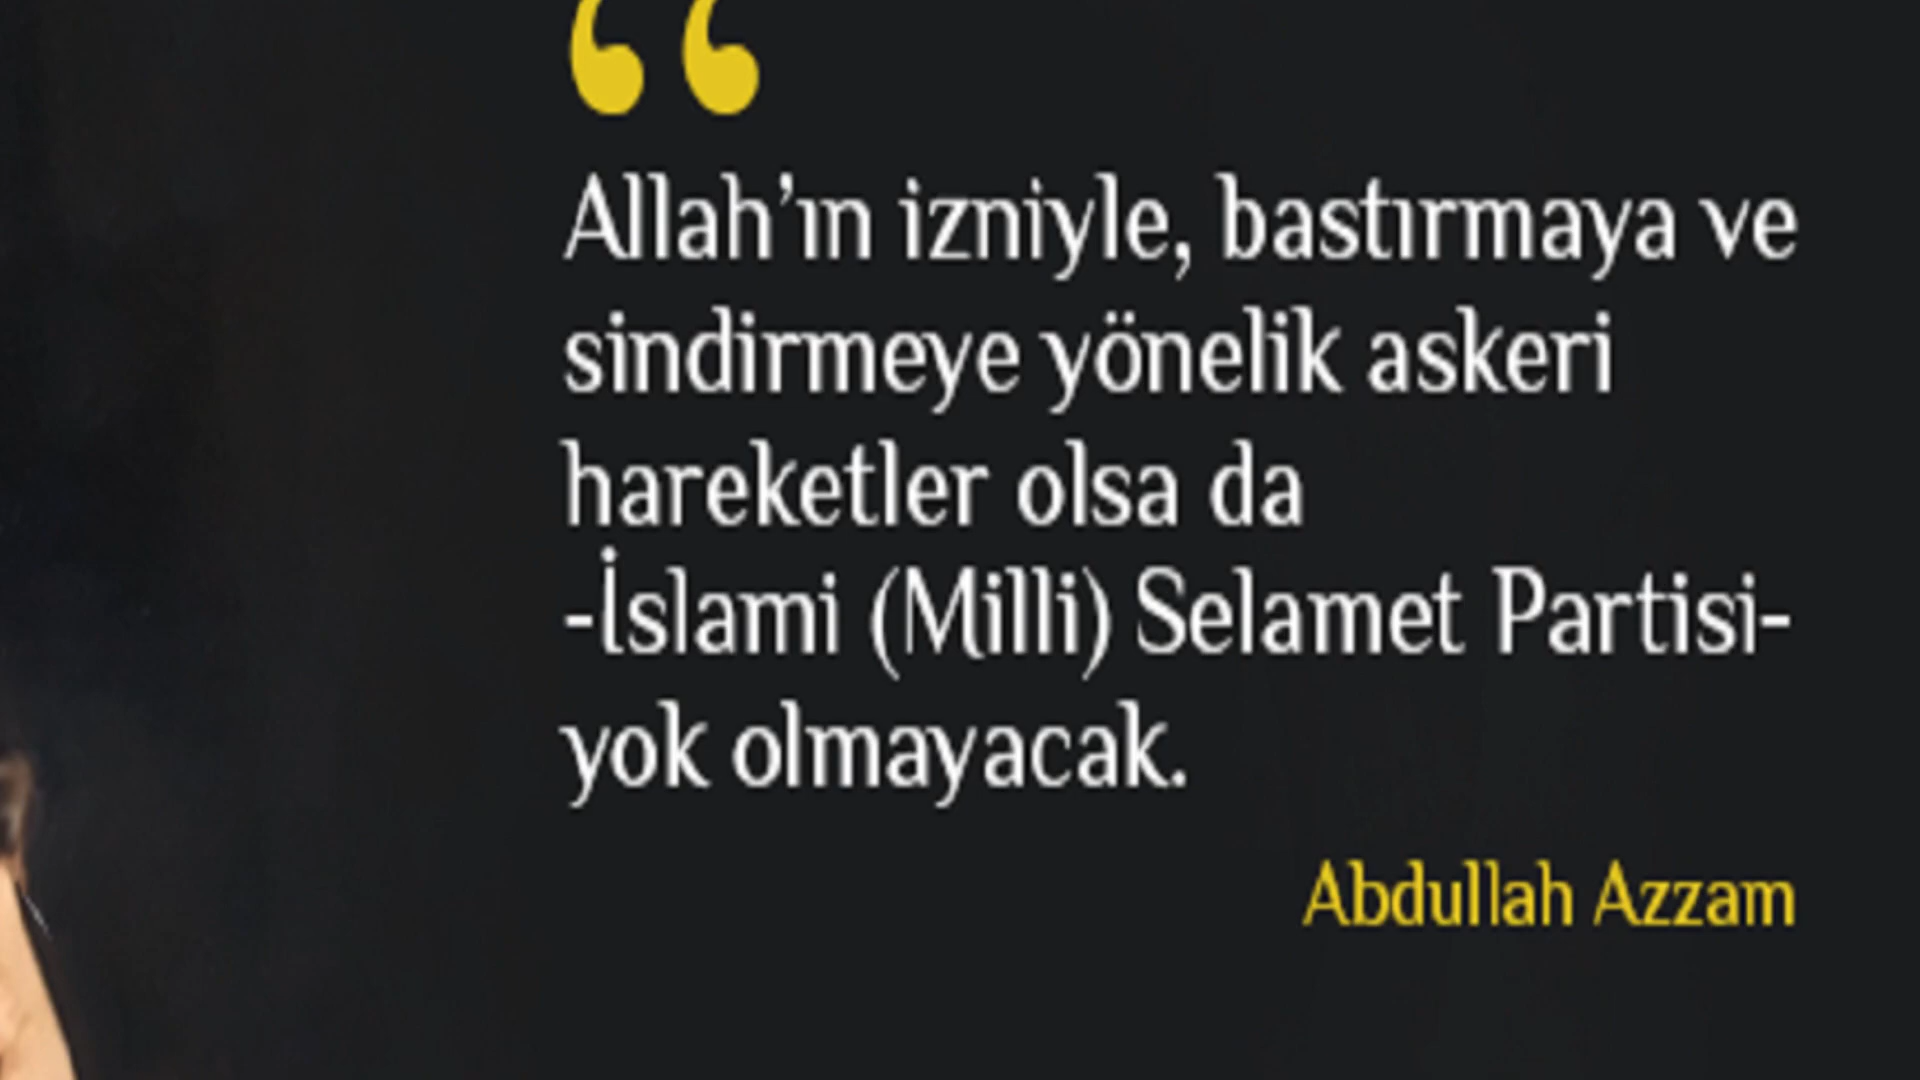 “
Allah’ın izniyle, bastırmaya ve
sindirmeye yönelik askeri
hareketler olsa da
-İslami (Milli) Selamet Partisi-
yok olmayacak.
Abdullah Azzam